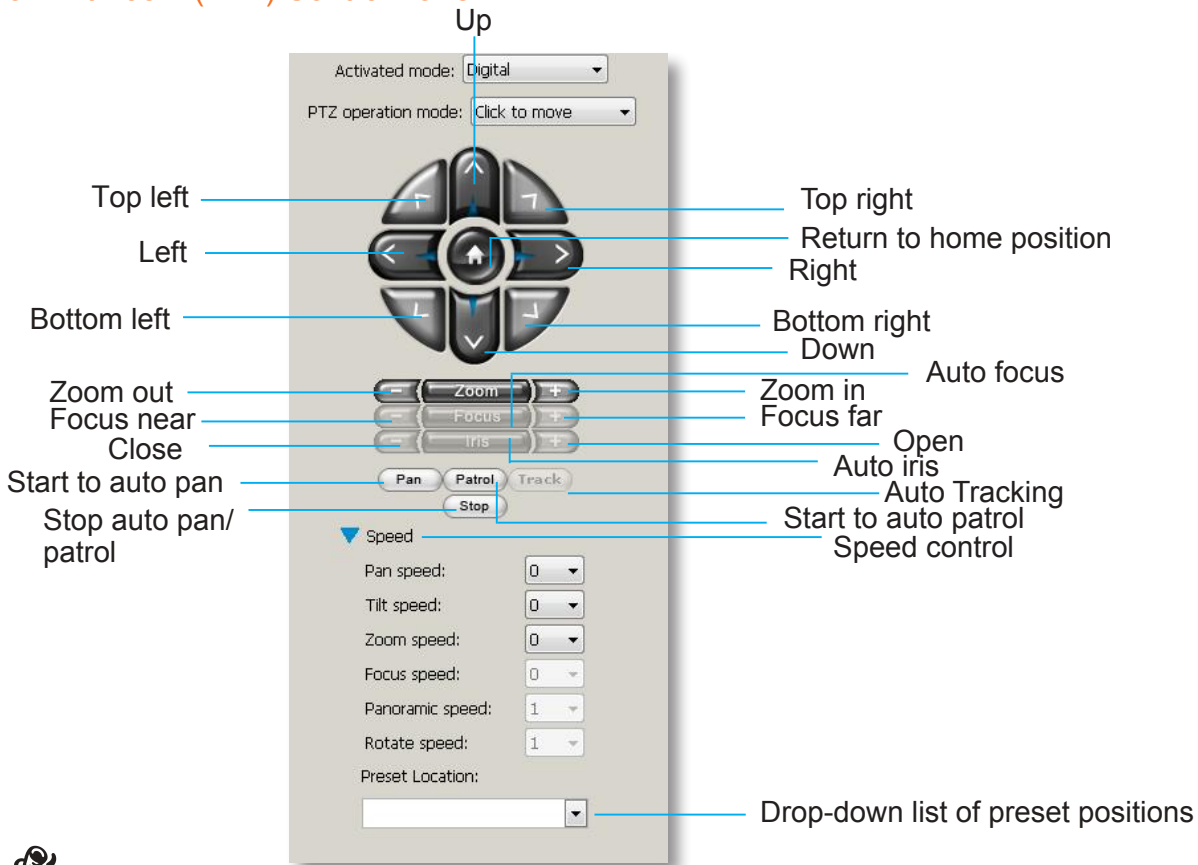 Up
Activated mode: Digital
PTZ operation mode: Click to move
Top left
Top right
Return to home position
Left
Right
Bottom left
Bottom right
Down
Auto focus
Zoom out
Zoom
Zoom in
Focus near
Focus
Focus far
Close
Iris
Open
Auto iris
Start to auto pan
Pan
Patrol
Track
Auto Tracking
Stop auto pan/
patrol
Stop
Start to auto patrol
Speed
Speed control
Pan speed: 0
Tilt speed: 0
Zoom speed: 0
Focus speed: 0
Panoramic speed: 1
Rotate speed: 1
Preset Location:
Drop-down list of preset positions